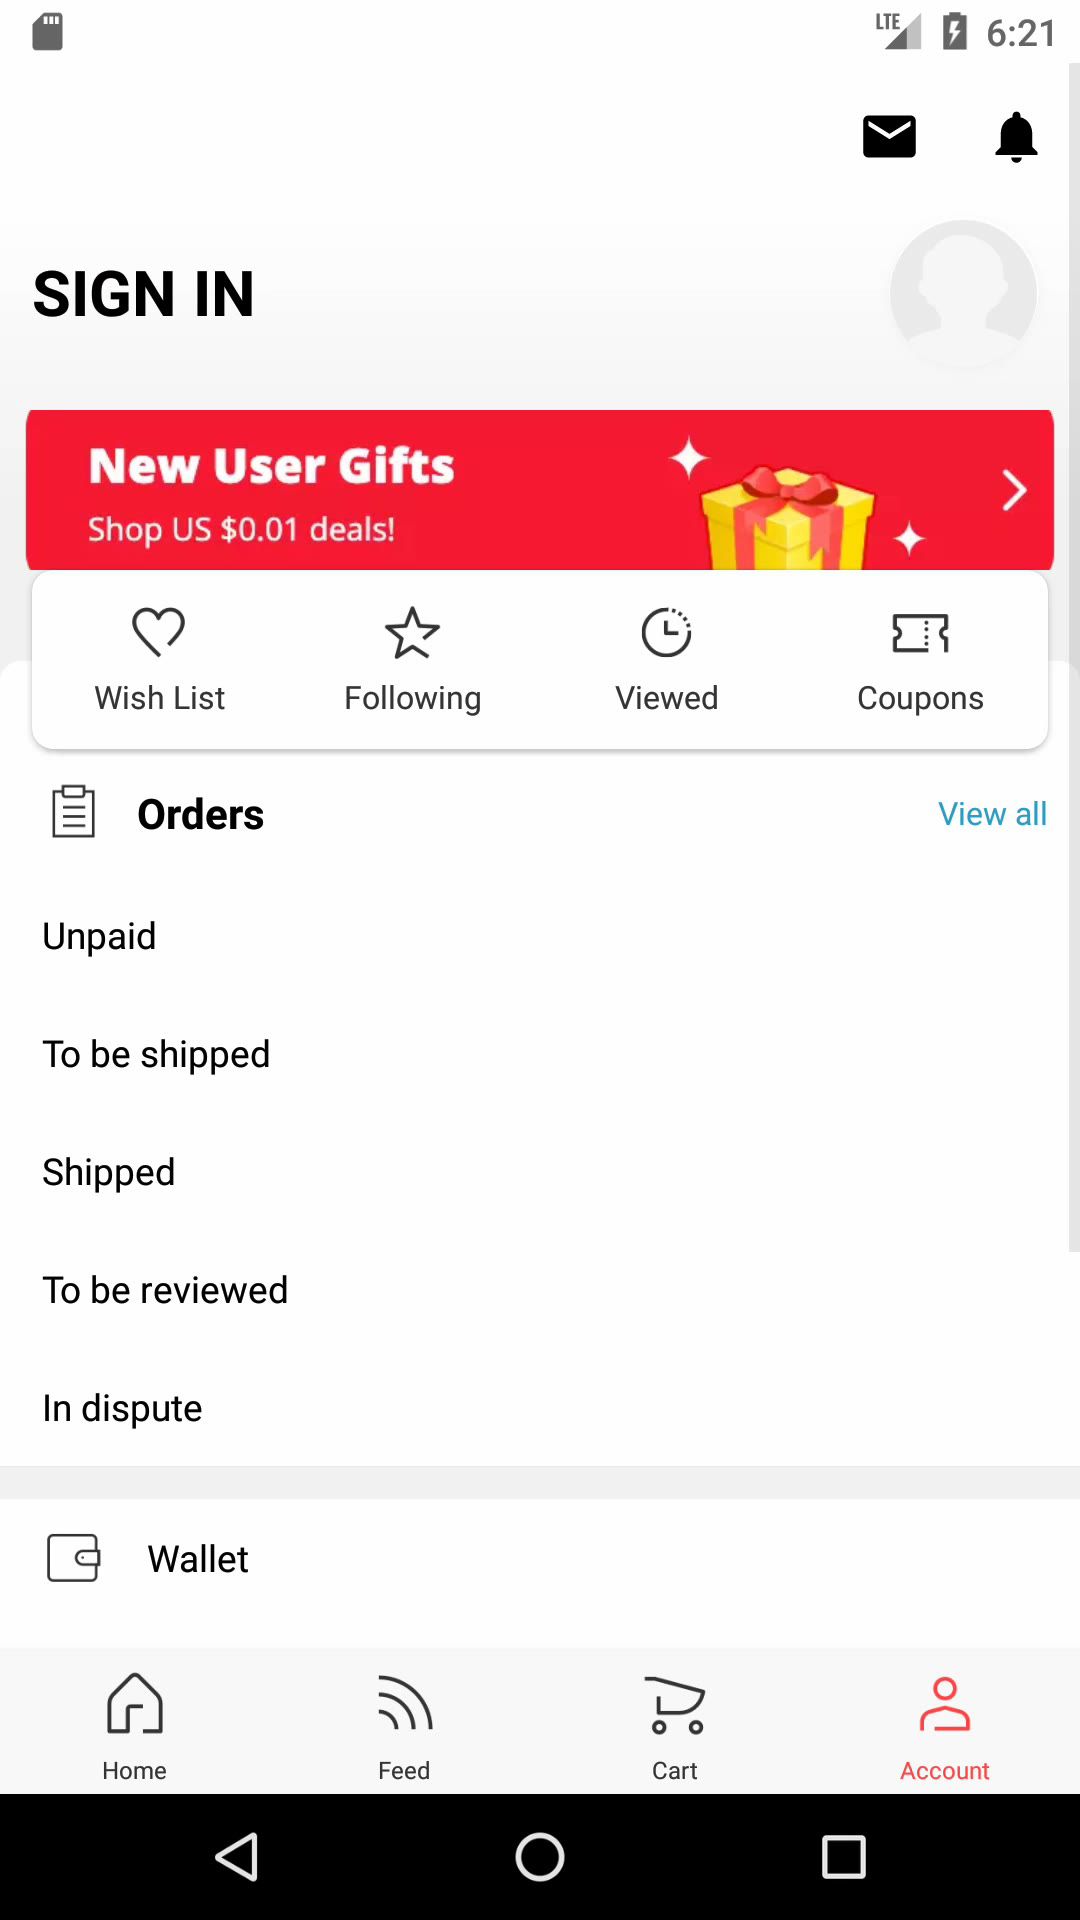 LTE 6:21
SIGN IN
New User Gifts
Shop US $0.01 deals!
Wish List Following Viewed Coupons
Orders View all
Unpaid
To be shipped
Shipped
To be reviewed
In dispute
Wallet
Home Feed Cart Account